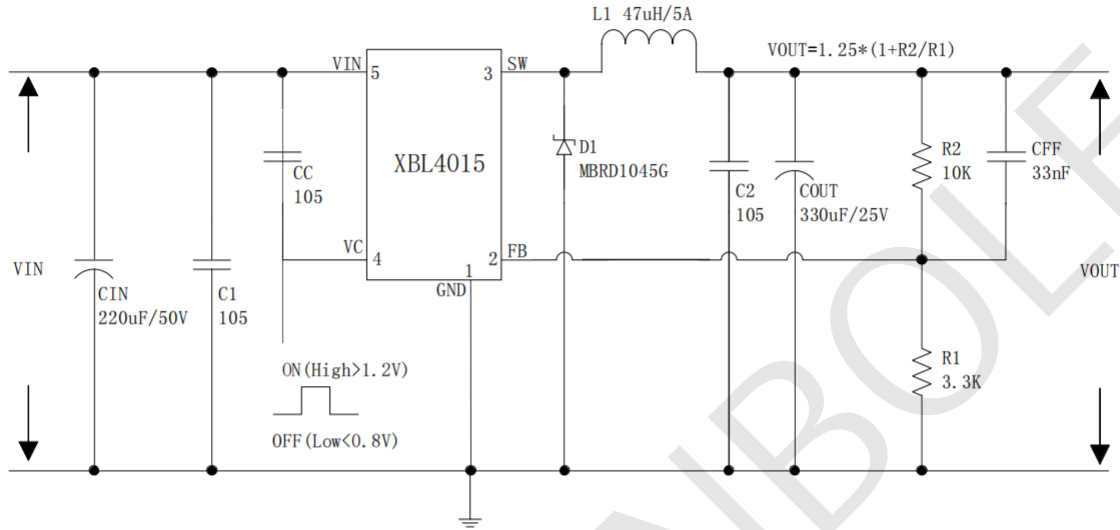 L1 47uH/5A
VOUT=1.25*(1+R2/R1)
VIN
5
3
SW
XBL4015
CC
105
D1
MBRD1045G
C2
105
COUT
330uF/25V
R2
10K
CFF
33nF
VC
4
2
FB
1
GND
VIN
CIN
220uF/50V
C1
105
VOUT
R1
3.3K
ON(High>1.2V)
OFF(Low<0.8V)